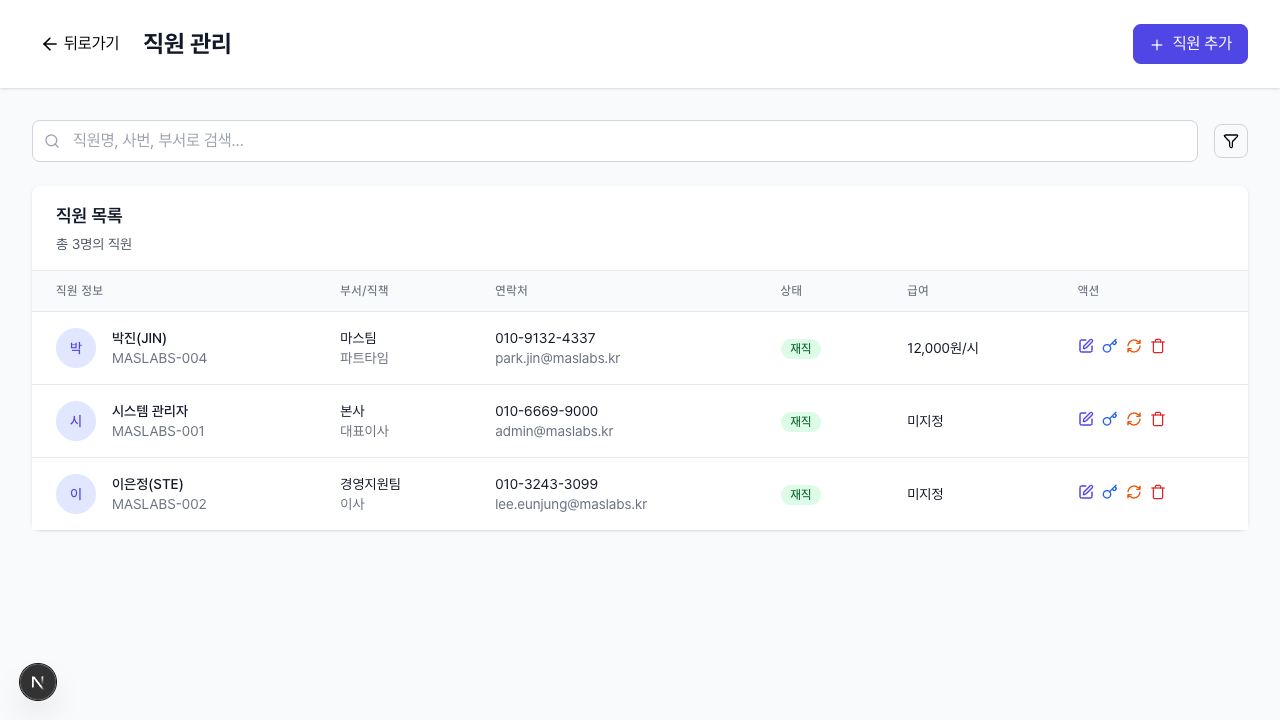 뒤로가기
직원 관리
직원 추가
직원명, 사번, 부서로 검색...
직원 목록
총 3명의 직원
직원 정보 부서/직책 연락처 상태 급여 액션
박 박진(JIN) 마스팀 010-9132-4337 재직 12,000원/시
MASLABS-004 파트타임 park.jin@maslabs.kr
시 시스템 관리자 본사 010-6669-9000 재직 미지정
MASLABS-001 대표이사 admin@maslabs.kr
이 이은정(STE) 경영지원팀 010-3243-3099 재직 미지정
MASLABS-002 이사 lee.eunjung@maslabs.kr
N